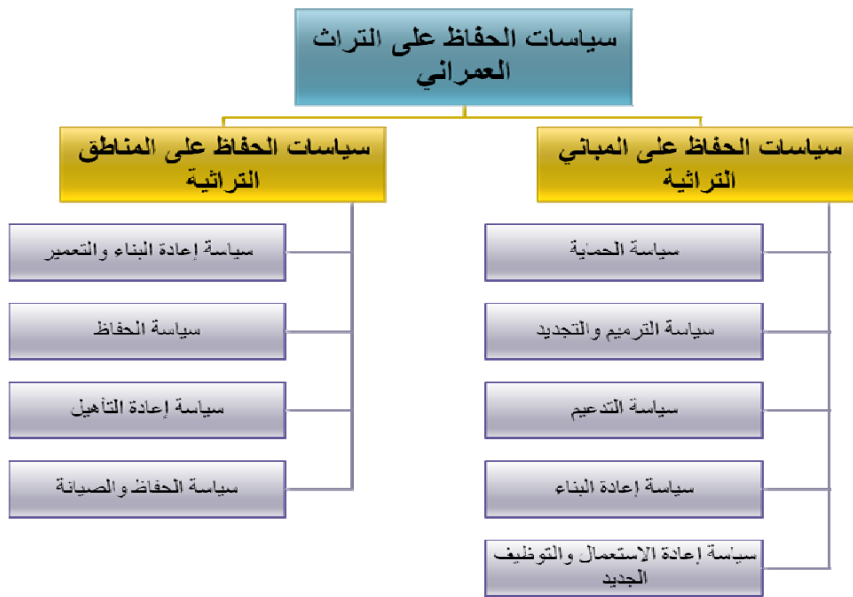 سياسات الحفاظ على التراث
العمراني
سياسات الحفاظ على المباني
التراثية
سياسة الحماية
سياسة الترميم والتجديد
سياسة التدعيم
سياسة إعادة البناء
سياسة إعادة الاستعمال والتوظيف
الجديد
سياسات الحفاظ على المناطق
التراثية
سياسة إعادة البناء والتعمير
سياسة الحفاظ
سياسة إعادة التأهيل
سياسة الحفاظ والصيانة